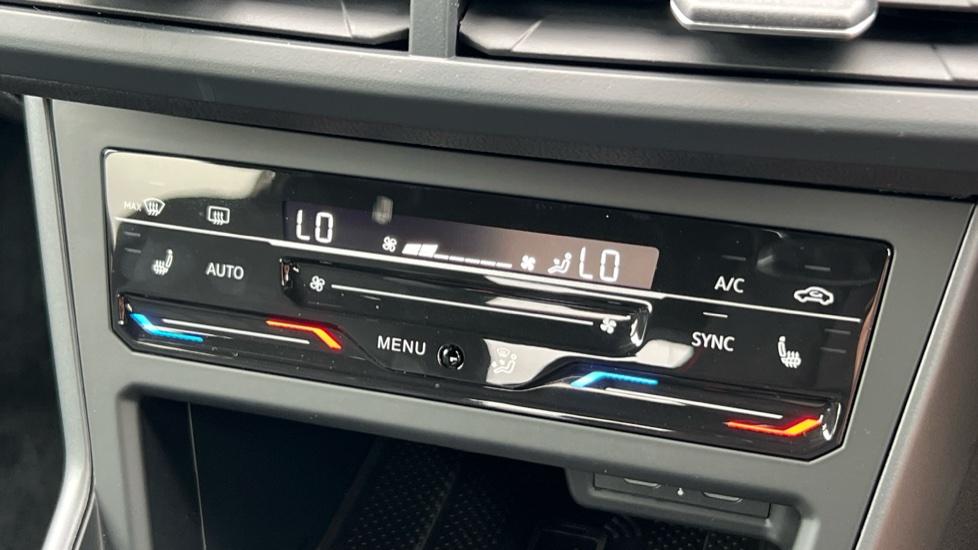 MAX
LO LO
AUTO A/C
MENU SYNC